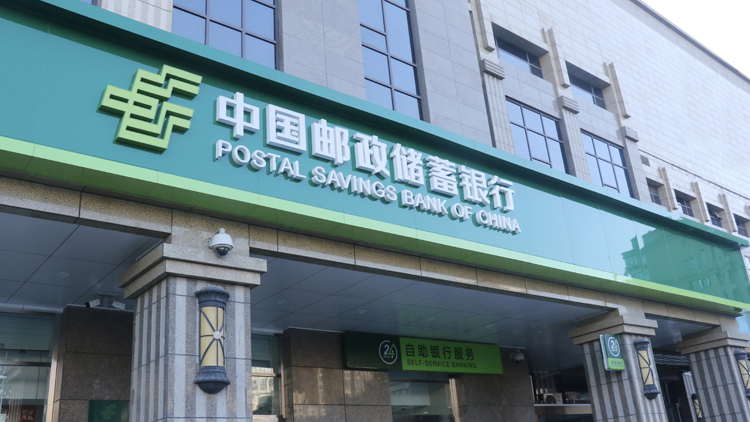 中国邮政储蓄银行
POSTAL SAVINGS BANK OF CHINA
24
自助银行服务
SELF-SERVICE BANKING